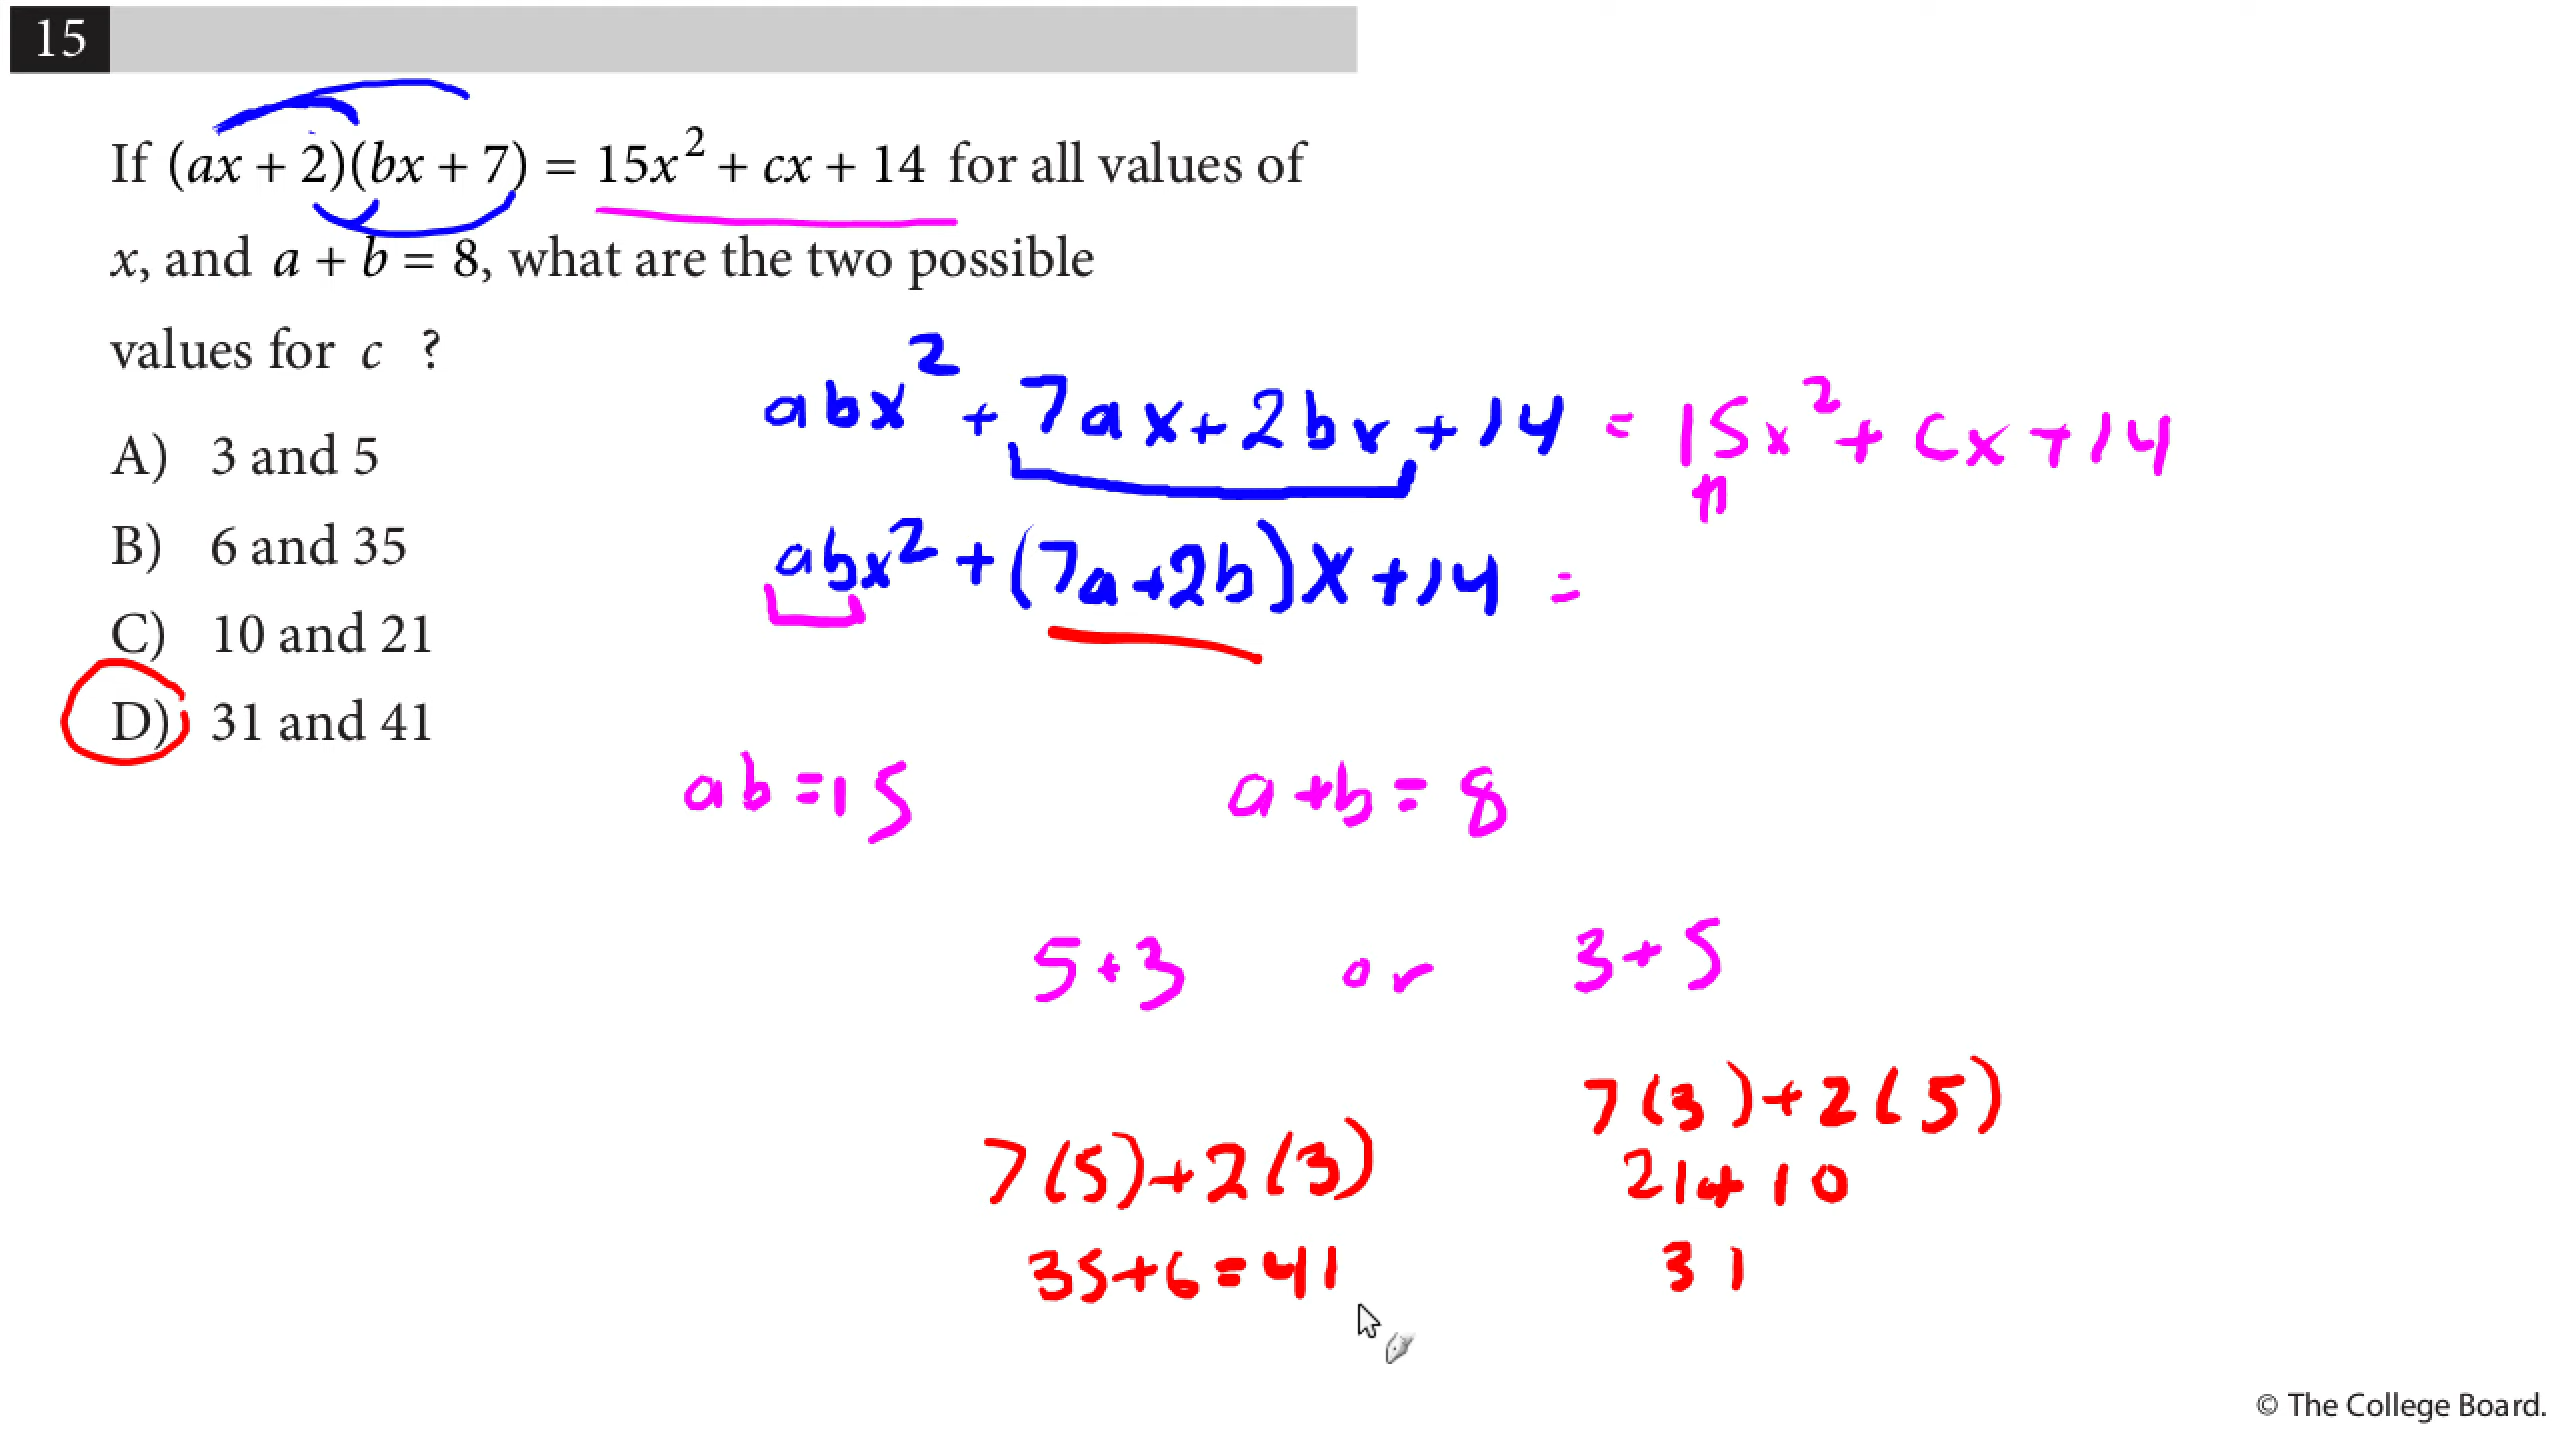 15
If (ax + 2)(bx + 7) = 15x² + cx + 14 for all values of
x, and a + b = 8, what are the two possible
values for c ?
A) 3 and 5
B) 6 and 35
C) 10 and 21
D) 31 and 41
abx² + 7ax + 2bx + 14 = 15x² + cx + 14
abx² + (7a+2b)x + 14 =
ab = 15 a+b = 8
5+3 or 3+5
7(5)+2(3)
35+6=41
7(3)+2(5)
21+10
31
© The College Board.